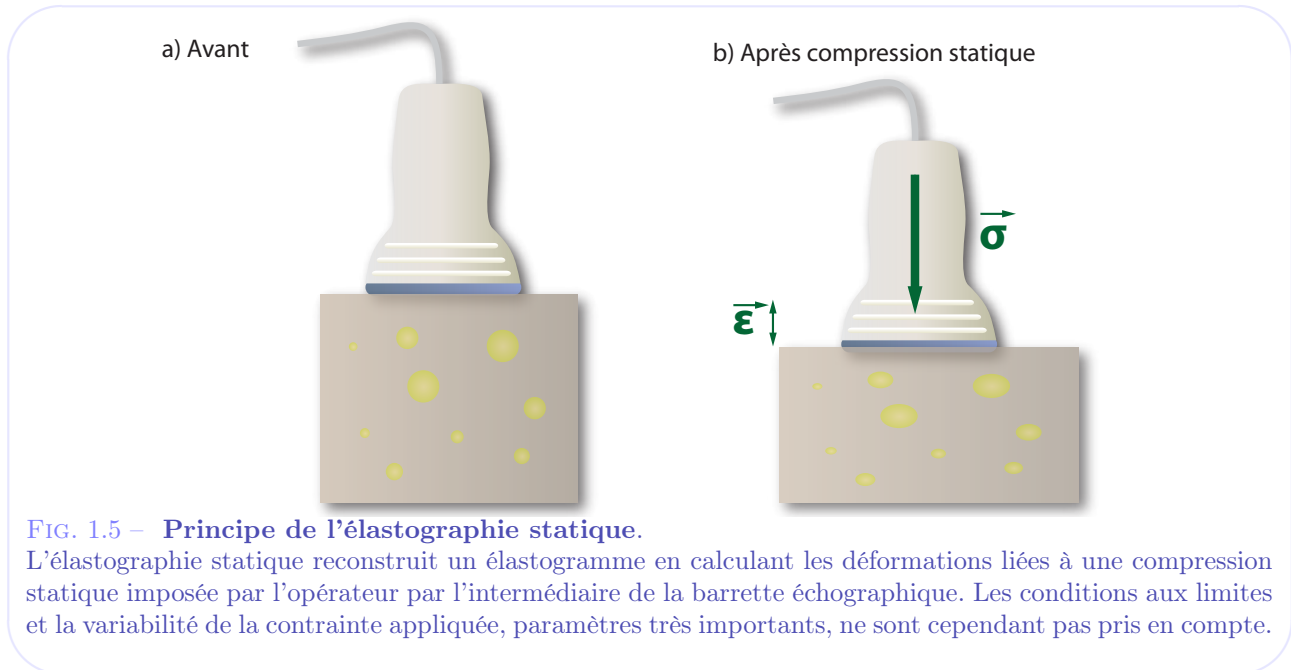 a) Avant
b) Après compression statique
σ
ε
FIG. 1.5 – Principe de l'élastographie statique.
L'élastographie statique reconstruit un élastogramme en calculant les déformations liées à une compression
statique imposée par l'opérateur par l'intermédiaire de la barrette échographique. Les conditions aux limites
et la variabilité de la contrainte appliquée, paramètres très importants, ne sont cependant pas pris en compte.